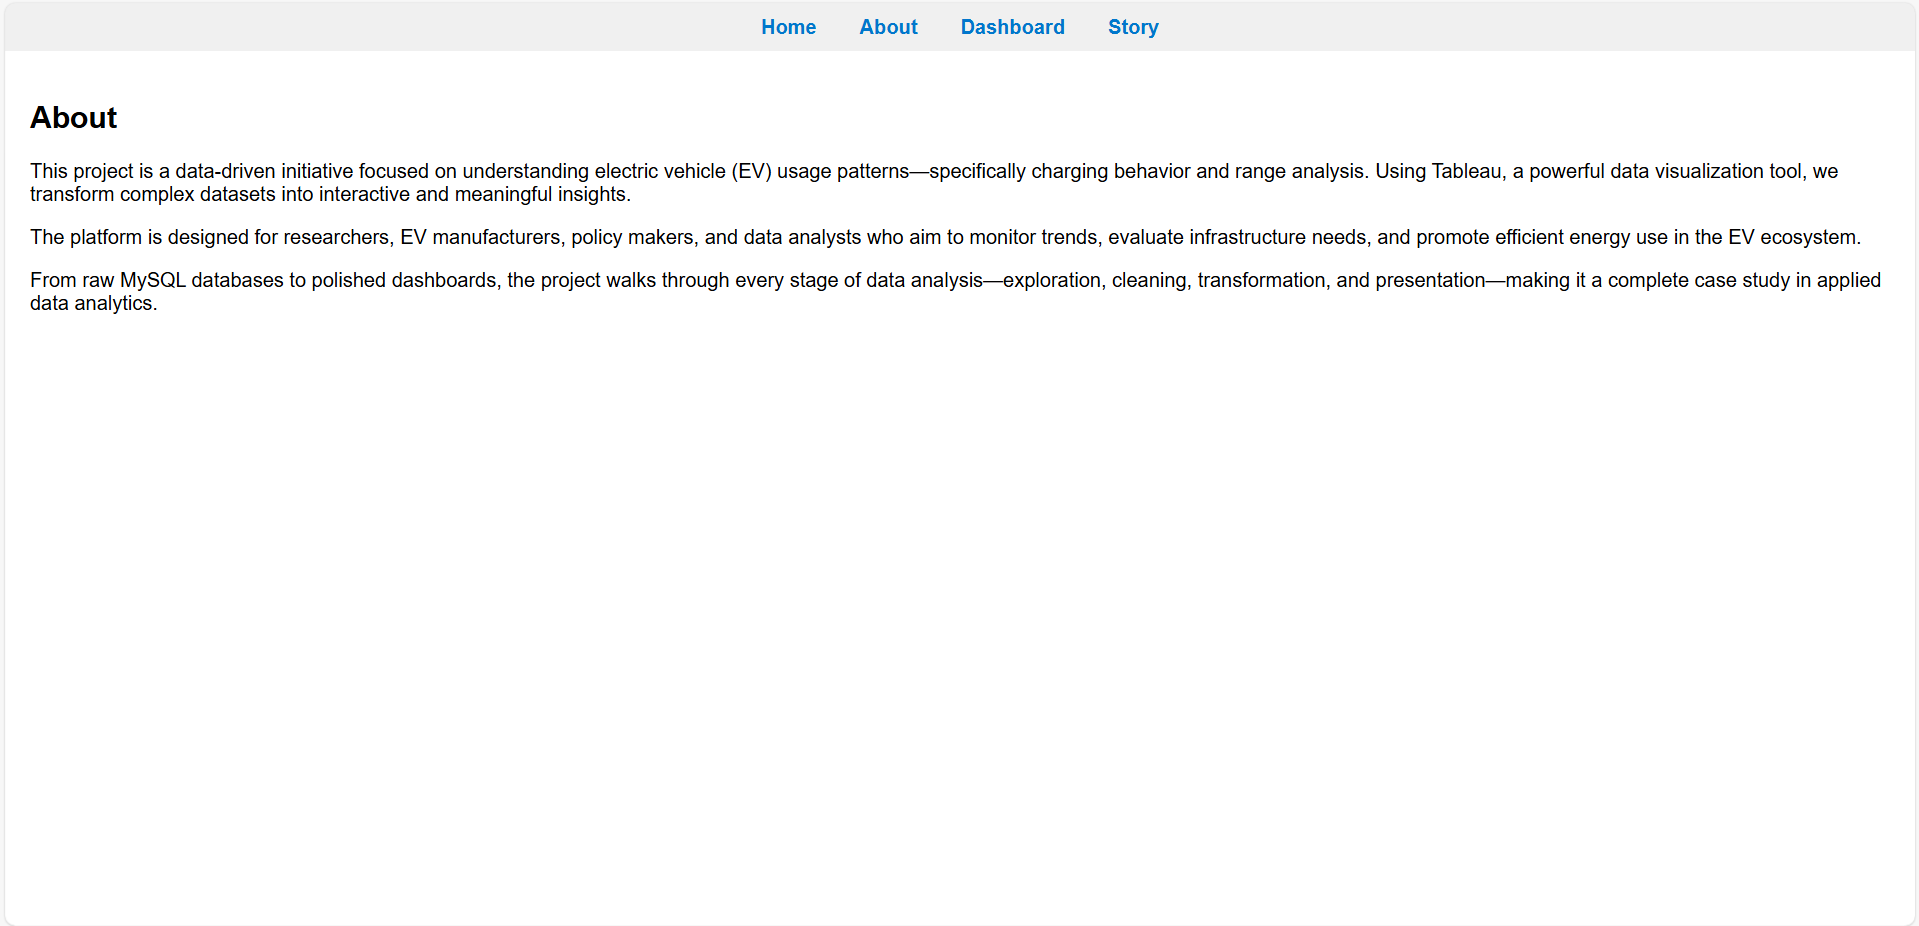 Home About Dashboard Story
About
This project is a data-driven initiative focused on understanding electric vehicle (EV) usage patterns—specifically charging behavior and range analysis. Using Tableau, a powerful data visualization tool, we
transform complex datasets into interactive and meaningful insights.
The platform is designed for researchers, EV manufacturers, policy makers, and data analysts who aim to monitor trends, evaluate infrastructure needs, and promote efficient energy use in the EV ecosystem.
From raw MySQL databases to polished dashboards, the project walks through every stage of data analysis—exploration, cleaning, transformation, and presentation—making it a complete case study in applied
data analytics.